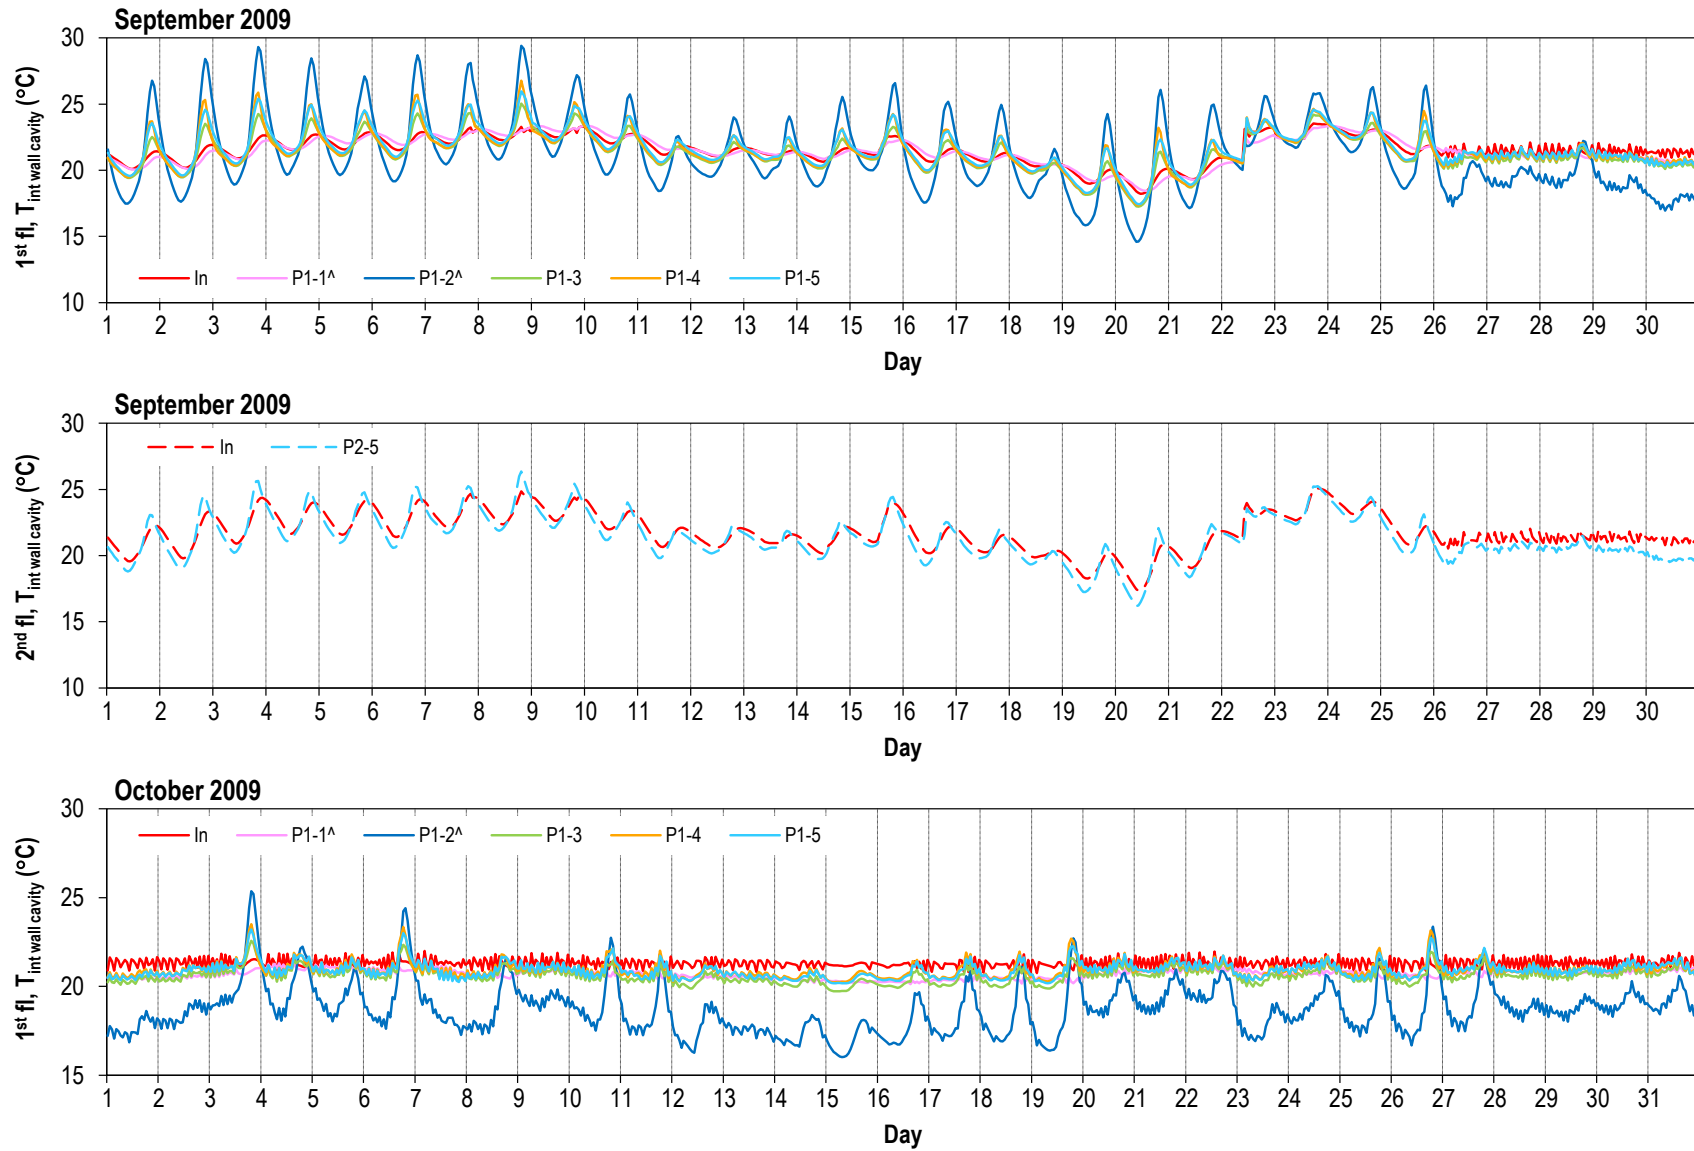 September 2009
1st fl, T int wall cavity (°C)
30
25
20
15
10
In P1-1^ P1-2^ P1-3 P1-4 P1-5
1 2 3 4 5 6 7 8 9 10 11 12 13 14 15 16 17 18 19 20 21 22 23 24 25 26 27 28 29 30
Day
September 2009
2nd fl, T int wall cavity (°C)
30
25
20
15
10
In P2-5
1 2 3 4 5 6 7 8 9 10 11 12 13 14 15 16 17 18 19 20 21 22 23 24 25 26 27 28 29 30
Day
October 2009
1st fl, T int wall cavity (°C)
30
25
20
15
In P1-1^ P1-2^ P1-3 P1-4 P1-5
1 2 3 4 5 6 7 8 9 10 11 12 13 14 15 16 17 18 19 20 21 22 23 24 25 26 27 28 29 30 31
Day